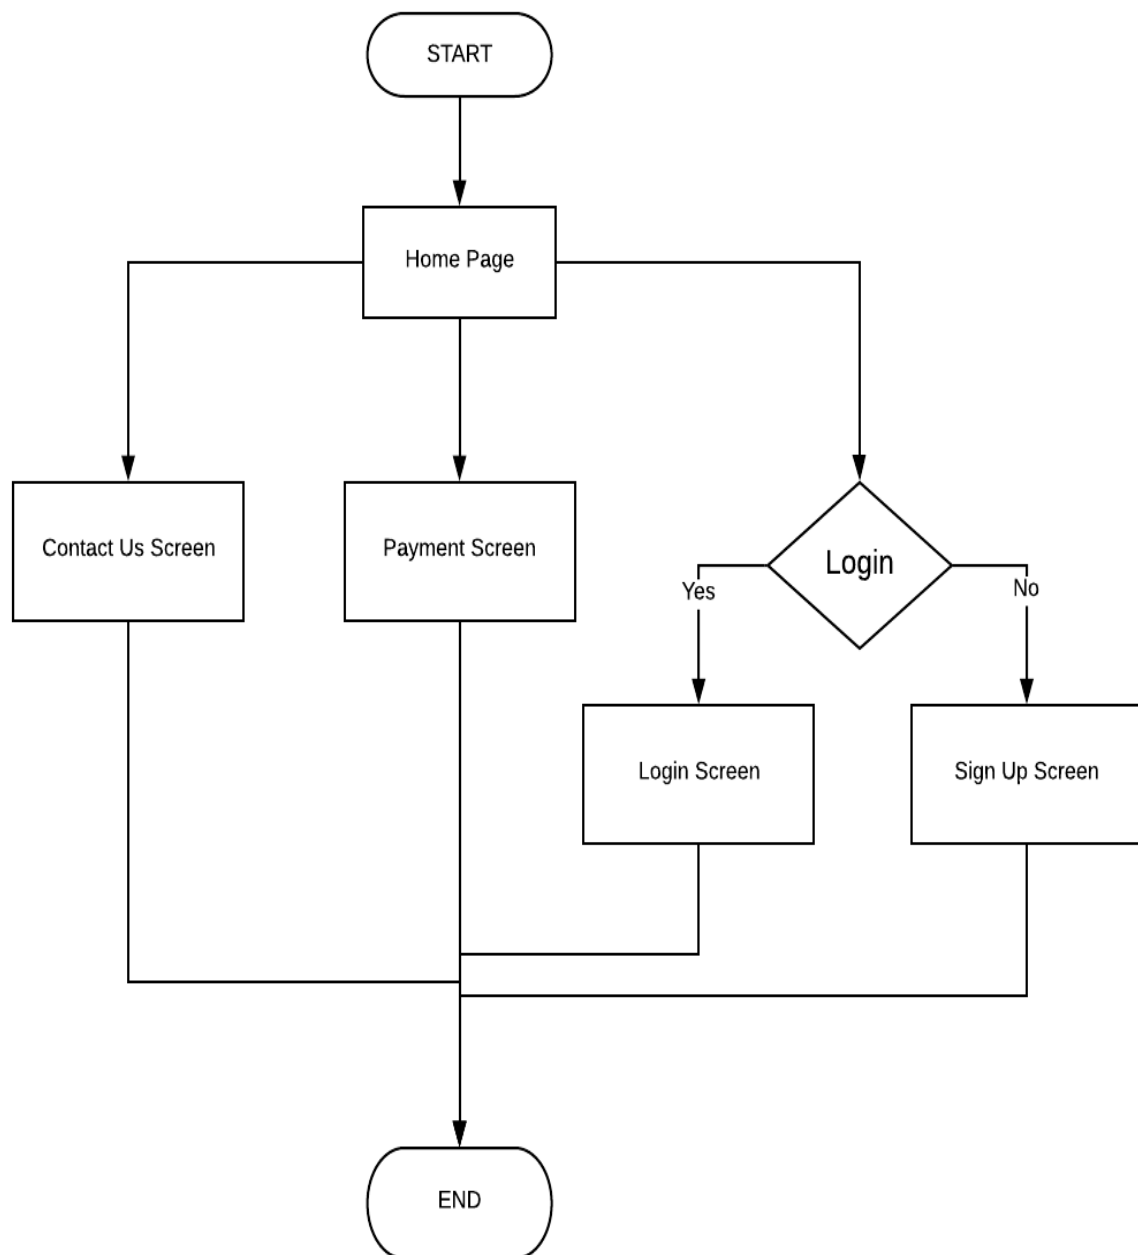 START
Home Page
Contact Us Screen
Payment Screen
Login
Yes
No
Login Screen
Sign Up Screen
END